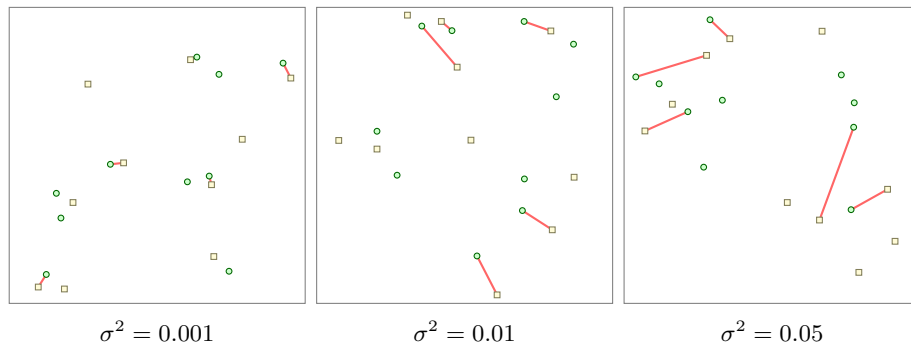 σ² = 0.001
σ² = 0.01
σ² = 0.05